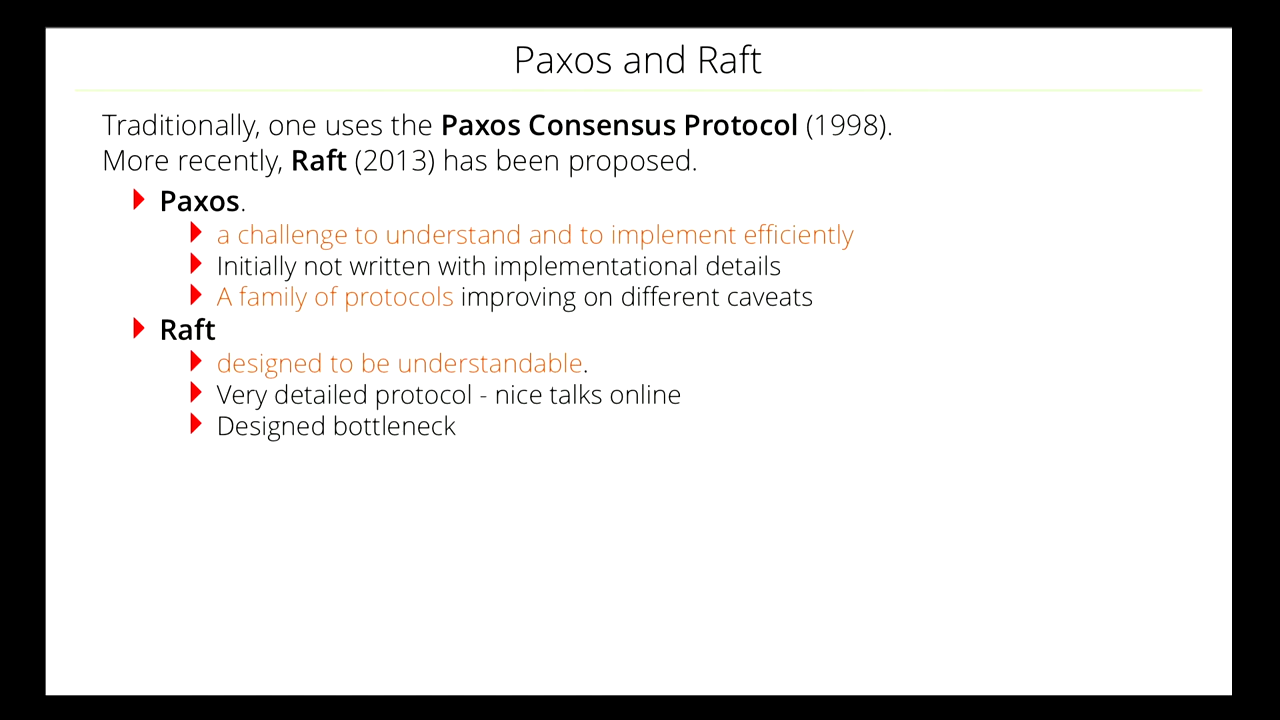 Paxos and Raft
Traditionally, one uses the Paxos Consensus Protocol (1998).
More recently, Raft (2013) has been proposed.
Paxos.
a challenge to understand and to implement efficiently
Initially not written with implementational details
A family of protocols improving on different caveats
Raft
designed to be understandable.
Very detailed protocol - nice talks online
Designed bottleneck